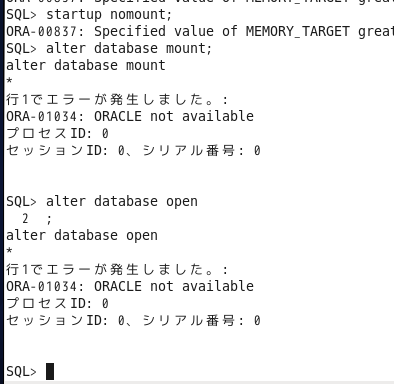 ORA-00837: Specified value of MEMORY_TARGET great
SQL> startup nomount;
ORA-00837: Specified value of MEMORY_TARGET great
SQL> alter database mount;
alter database mount
*
行1でエラーが発生しました。:
ORA-01034: ORACLE not available
プロセスID: 0
セッションID: 0、シリアル番号: 0
SQL> alter database open
2 ;
alter database open
*
行1でエラーが発生しました。:
ORA-01034: ORACLE not available
プロセスID: 0
セッションID: 0、シリアル番号: 0
SQL>